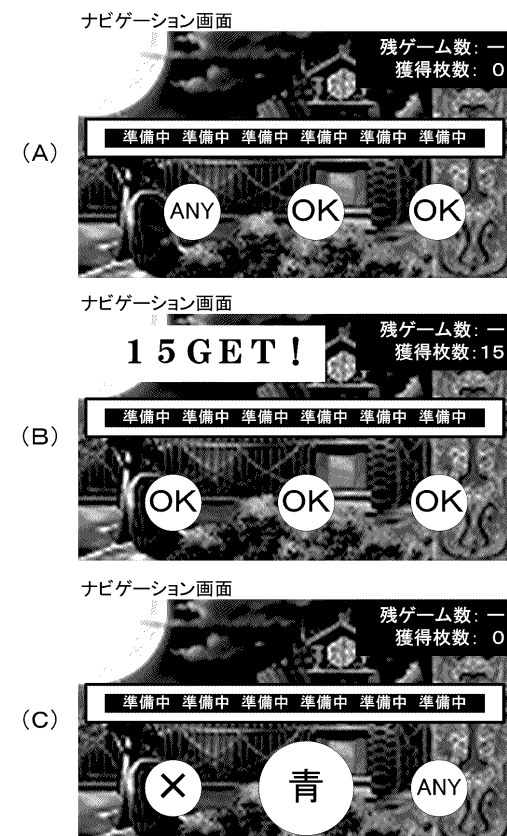 ナビゲーション画面
残ゲーム数：－
獲得枚数：０
準備中 準備中 準備中 準備中 準備中 準備中
(A)
ANY OK OK
ナビゲーション画面
１５ＧＥＴ！
残ゲーム数：－
獲得枚数：15
準備中 準備中 準備中 準備中 準備中 準備中
(B)
OK OK OK
ナビゲーション画面
残ゲーム数：－
獲得枚数：０
準備中 準備中 準備中 準備中 準備中 準備中
(C)
× 青 ANY